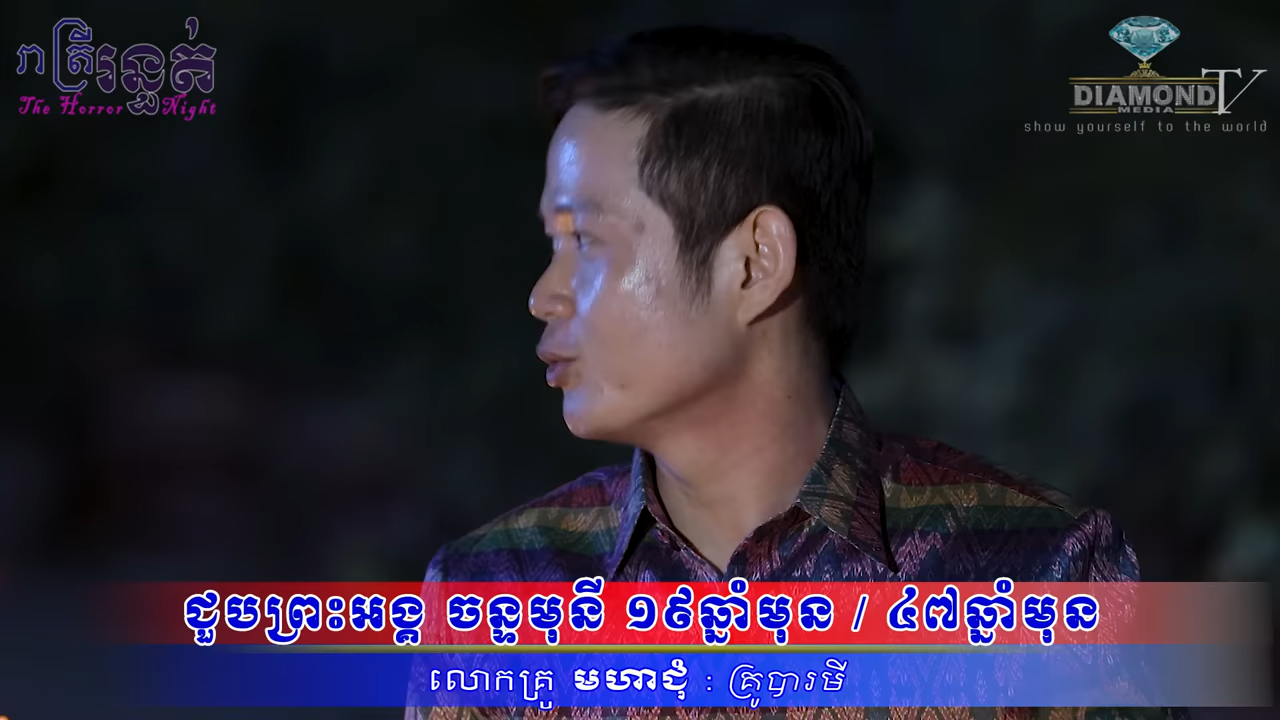 រាត្រីរន្ធត់
The Horror Night
DIAMOND TV
MEDIA
show yourself to the world
ជួបព្រះអង្គ ចន្ទមុនី ១៩ឆ្នាំមុន / ៤៧ឆ្នាំមុន
លោកគ្រូ មហាជុំ : គ្រូបារមី